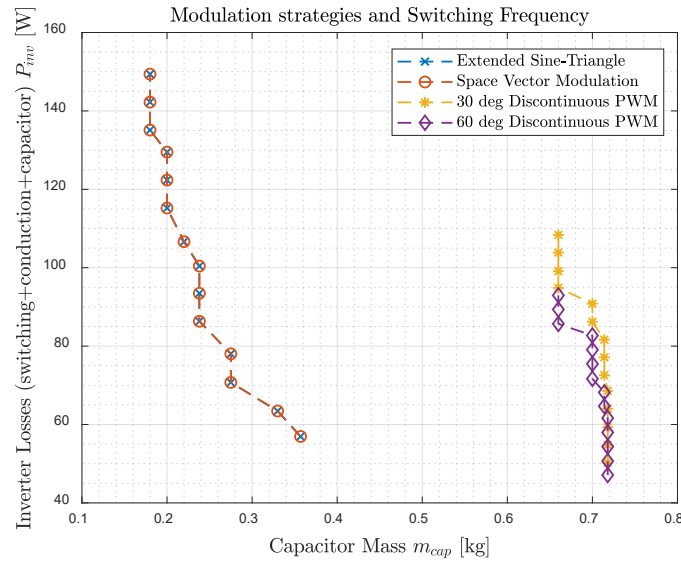 Modulation strategies and Switching Frequency
Inverter Losses (switching+conduction+capacitor) P_inv [W]
160
140
120
100
80
60
40
Extended Sine-Triangle
Space Vector Modulation
30 deg Discontinuous PWM
60 deg Discontinuous PWM
0.1 0.2 0.3 0.4 0.5 0.6 0.7 0.8
Capacitor Mass m_cap [kg]